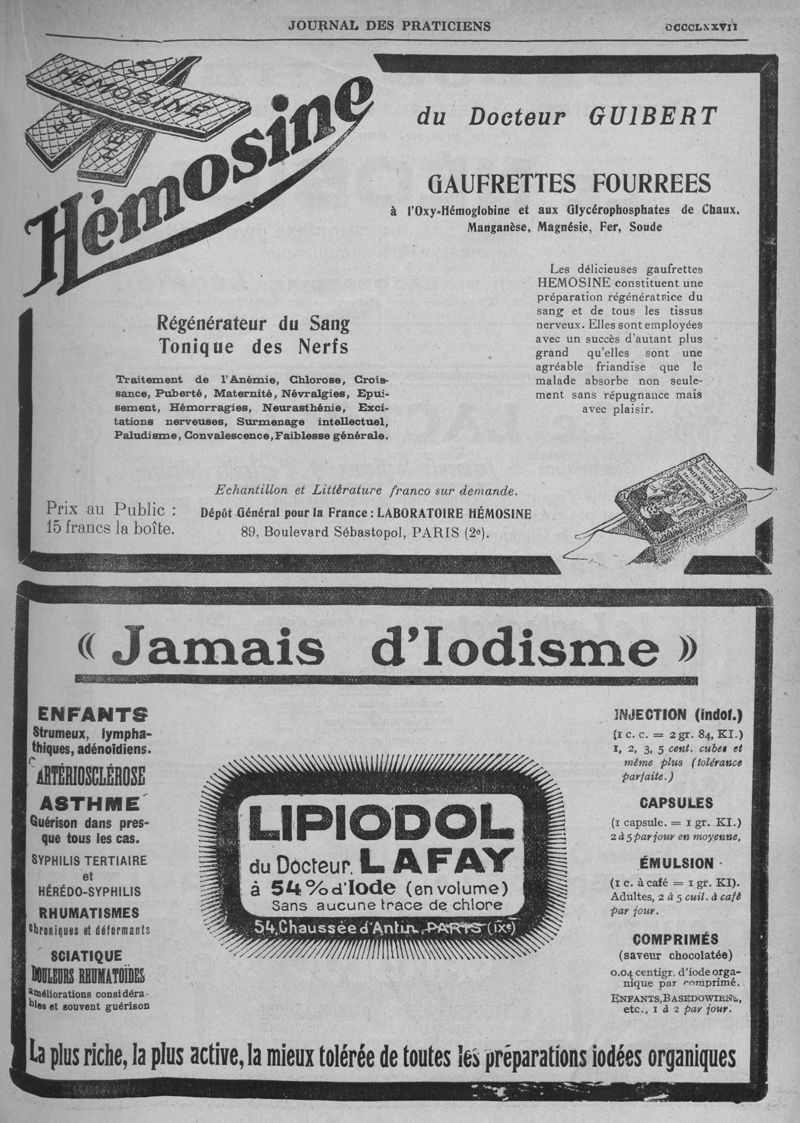 JOURNAL DES PRATICIENS
HEMOSINE
Hémosine
du Docteur GUIBERT
GAUFRETTES FOURREES
à l'Oxy-Hémoglobine et aux Glycérophosphates de Chaux,
Manganèse, Magnésie, Fer, Soude
Les délicieuses gaufrettes
HEMOSINE constituent une
préparation régénératrice du
sang et de tous les tissus
nerveux. Elles sont employées
avec un succès d'autant plus
grand qu'elles sont une
agréable friandise que le
malade absorbe non seule-
ment sans répugnance mais
avec plaisir.
Régénérateur du Sang
Tonique des Nerfs
Traitement de l'Anémie, Chlorose, Crois-
sance, Puberté, Maternité, Névralgies, Epui-
sement, Hémorragies, Neurasthénie, Exci-
tations nerveuses, Surmenage intellectuel,
Paludisme, Convalescence, Faiblesse générale.
Echantillon et Littérature franco sur demande.
Prix au Public :
15 francs la boîte.
Dépôt Général pour la France : LABORATOIRE HÉMOSINE
89, Boulevard Sébastopol, PARIS (2e).
« Jamais d'Iodisme »
ENFANTS
Strumeux, lympha-
thiques, adénoïdiens.
ARTÉRIOSCLÉROSE
ASTHME
Guérison dans pres-
que tous les cas.
SYPHILIS TERTIAIRE
et
HÉRÉDO-SYPHILIS
RHUMATISMES
Chroniques et déformants
SCIATIQUE
DOULEURS RHUMATOÏDES
améliorations considéra-
bles et souvent guérison
LIPIODOL
du Docteur. LAFAY
à 54% d'Iode (en volume)
Sans aucune trace de chlore
54, Chaussée d'Antin, PARIS (IXe)
INJECTION (indol.)
(1 c. c. = 2 gr. 84, KI.)
1, 2, 3, 5 cent. cubes et
même plus (tolérance
parfaite.)
CAPSULES
(1 capsule. = 1 gr. KI.)
2 à 5 par jour en moyenne.
ÉMULSION
(1 c. à café = 1 gr. KI).
Adultes, 2 à 5 cuil. à café
par jour.
COMPRIMÉS
(saveur chocolatée)
0.04 centigr. d'iode orga-
nique par comprimé.
ENFANTS, BASEDOWIENS,
etc., 1 à 2 par jour.
La plus riche, la plus active, la mieux tolérée de toutes les préparations iodées organiques